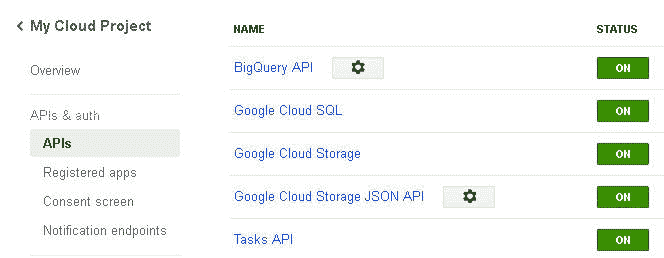 My Cloud Project
Overview
APIs & auth
APIs
Registered apps
Consent screen
Notification endpoints
NAME STATUS
BigQuery API ON
Google Cloud SQL ON
Google Cloud Storage ON
Google Cloud Storage JSON API ON
Tasks API ON